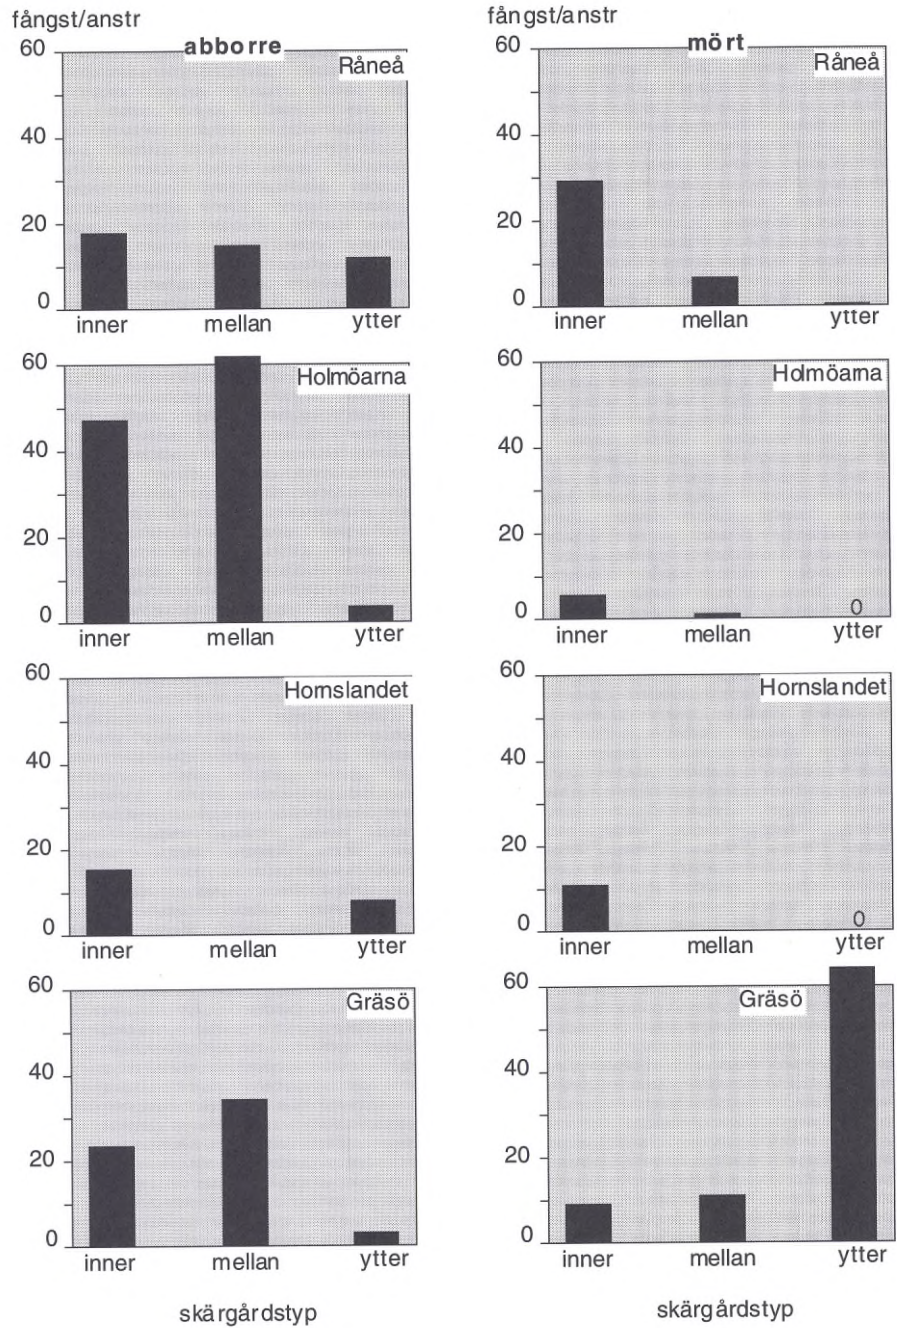 fångst/anstr
abborre
Råneå
60
40
20
0
inner mellan ytter
Holmöarna
60
40
20
0
inner mellan ytter
Hornslandet
60
40
20
0
inner mellan ytter
Gräsö
60
40
20
0
inner mellan ytter
skärgårdstyp
fångst/anstr
mört
Råneå
60
40
20
0
inner mellan ytter
Holmöarna
60
40
20
0
0
inner mellan ytter
Hornslandet
60
40
20
0
0
inner mellan ytter
Gräsö
60
40
20
0
inner mellan ytter
skärgårdstyp